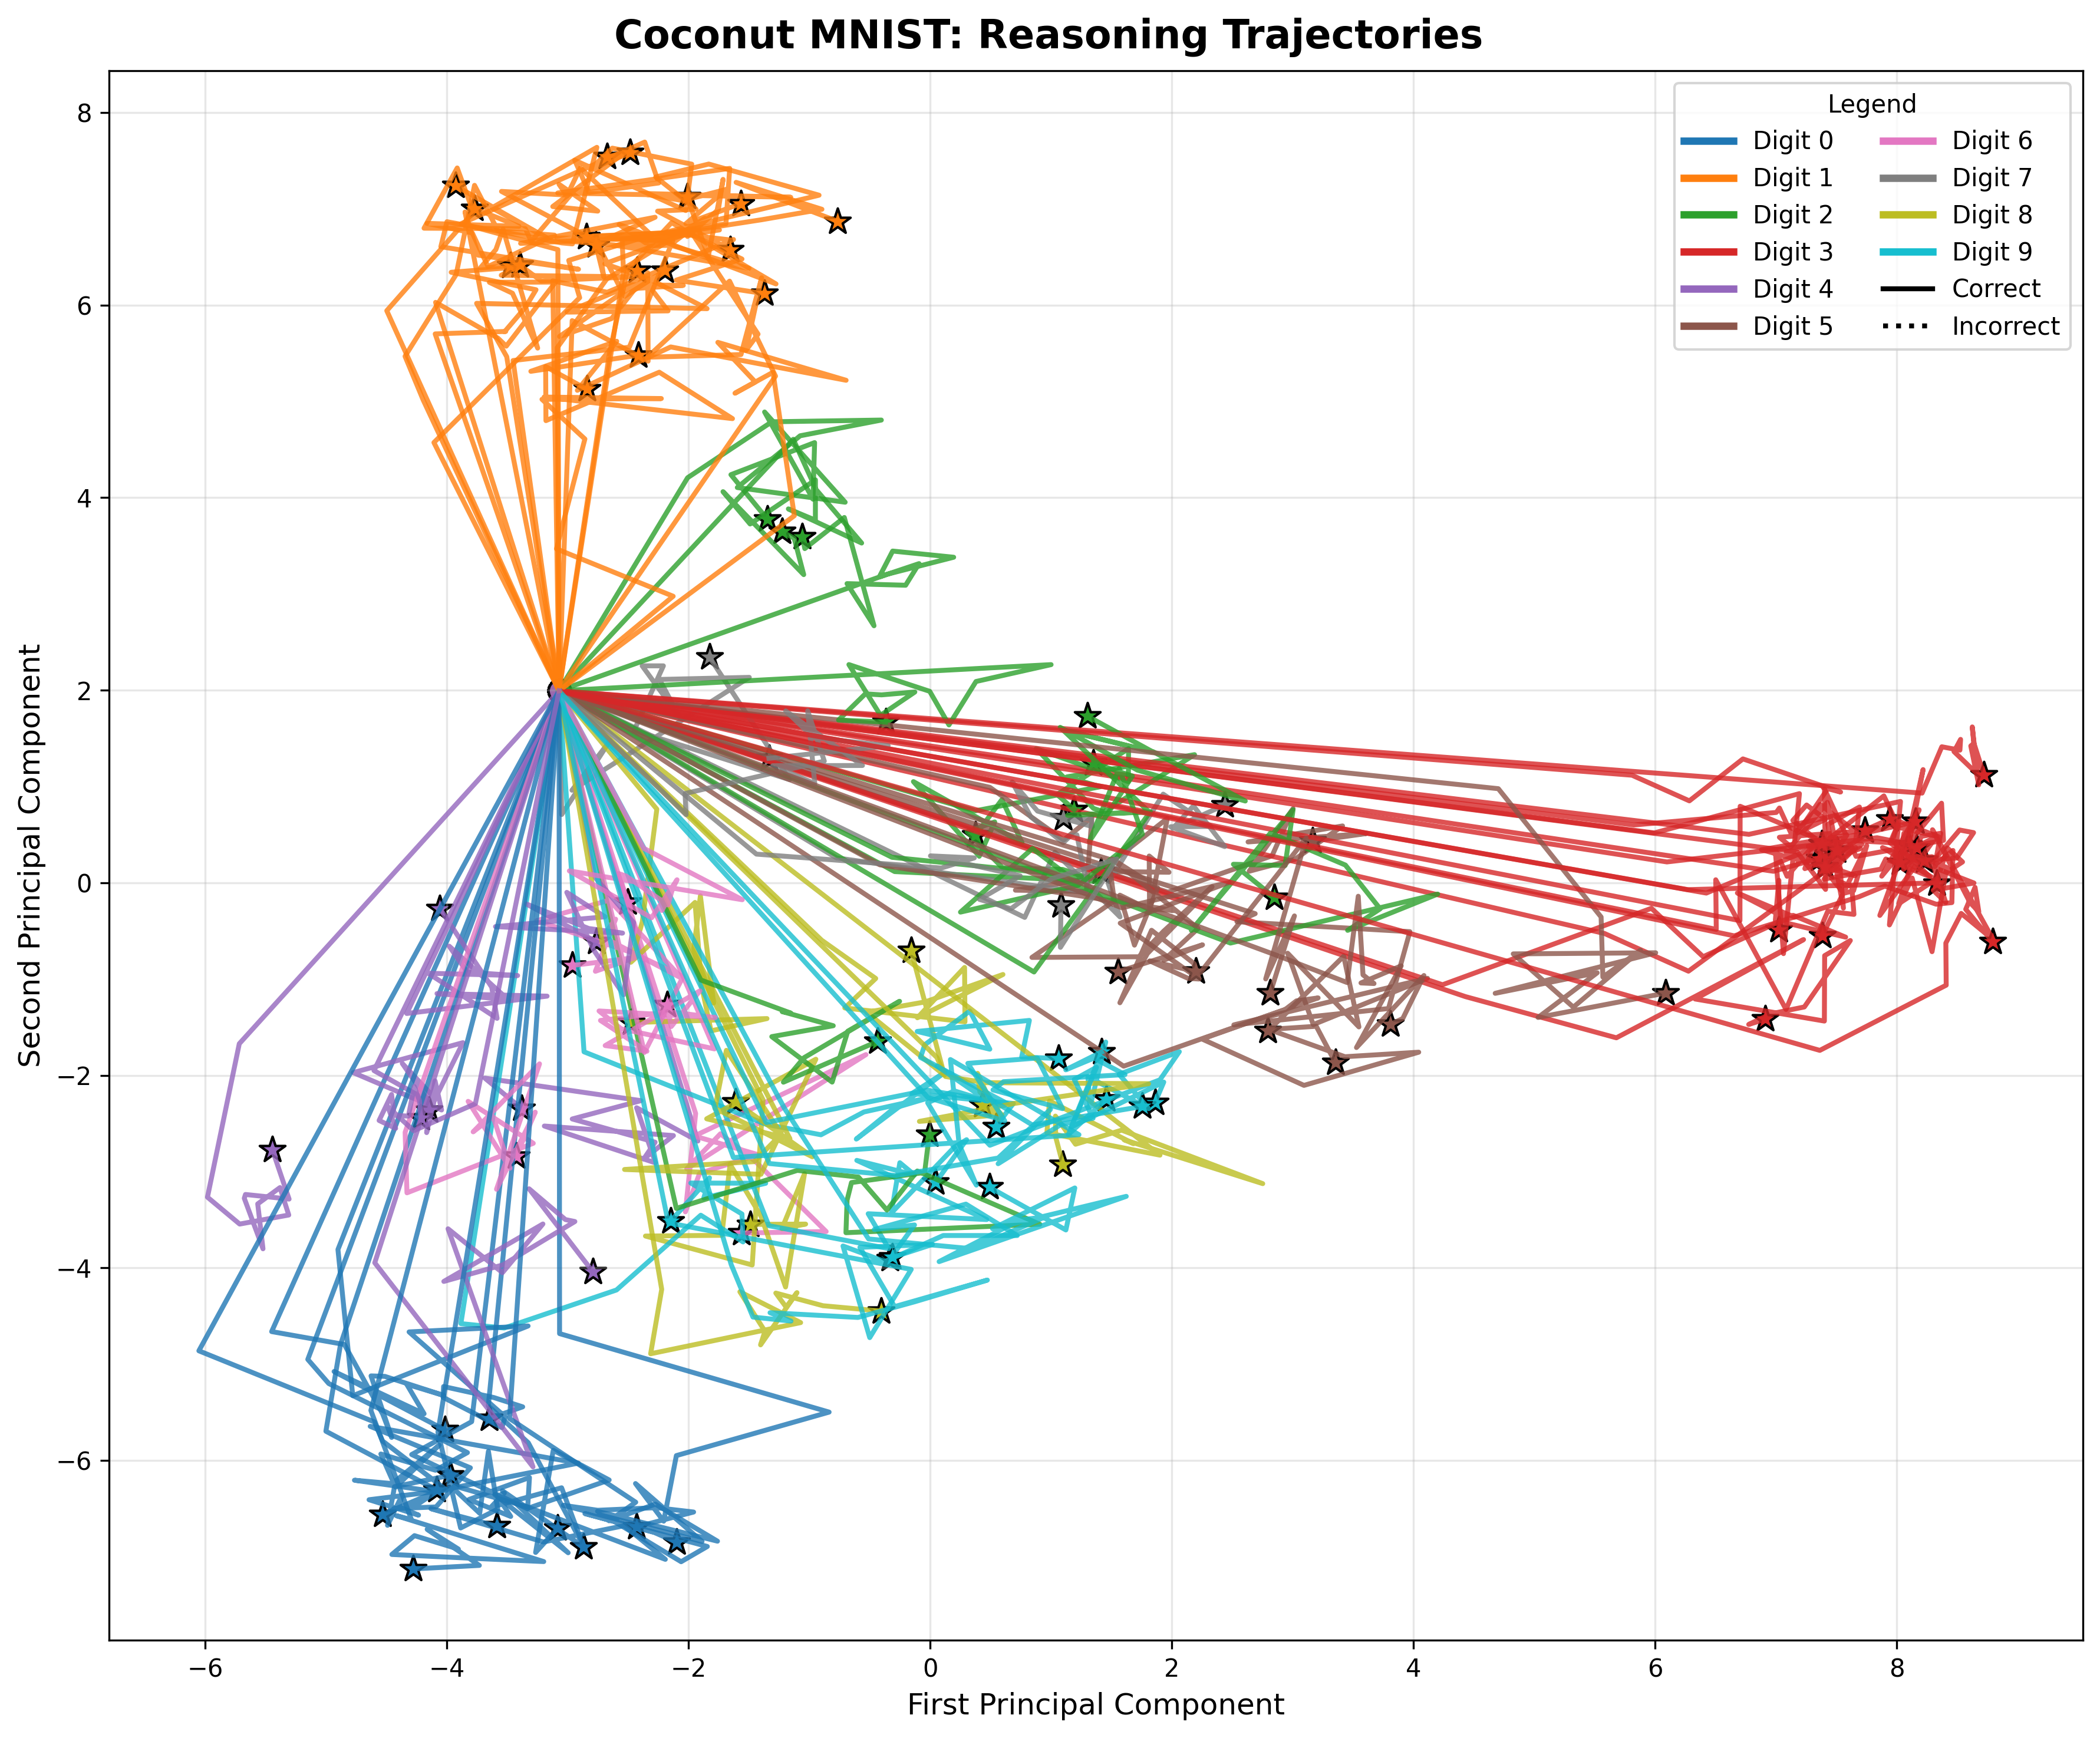 Coconut MNIST: Reasoning Trajectories
Legend
Digit 0
Digit 1
Digit 2
Digit 3
Digit 4
Digit 5
Digit 6
Digit 7
Digit 8
Digit 9
Correct
Incorrect
8
6
4
2
0
−2
−4
−6
Second Principal Component
−6
−4
−2
0
2
4
6
8
First Principal Component